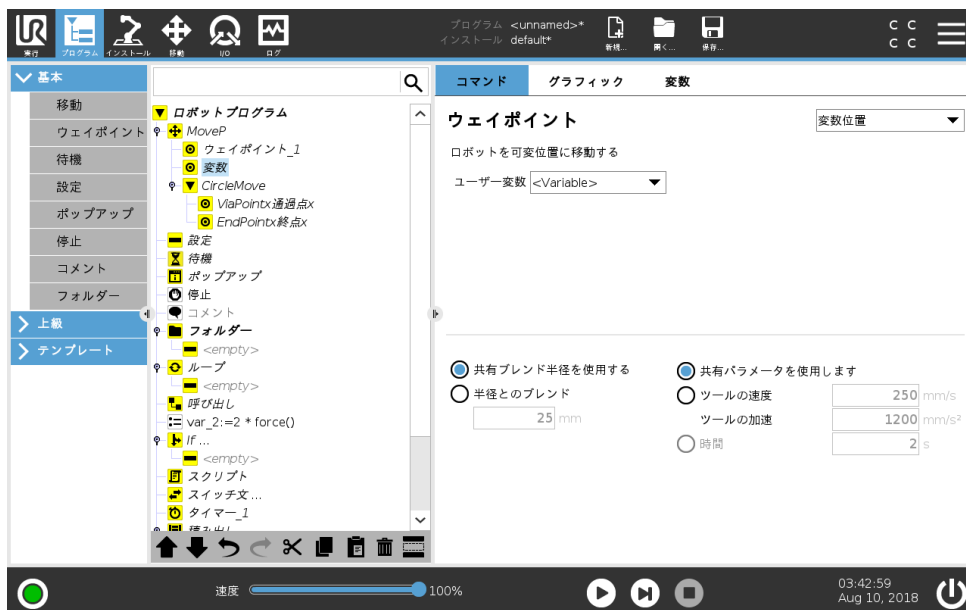 UR
実行
プログラム
インストール
移動
I/O
ログ
プログラム <unnamed>*
インストール default*
新規...
開く...
保存...
C C
C C
基本
移動
ウェイポイント
待機
設定
ポップアップ
停止
コメント
フォルダー
上級
テンプレート
ロボットプログラム
MoveP
ウェイポイント_1
変数
CircleMove
ViaPointx通過点x
EndPointx終点x
設定
待機
ポップアップ
停止
コメント
フォルダー
<empty>
ループ
<empty>
呼び出し
var_2:=2 * force()
If ...
<empty>
スクリプト
スイッチ文 ...
タイマー_1
コマンド
グラフィック
変数
ウェイポイント
変数位置
ロボットを可変位置に移動する
ユーザー変数 <Variable>
共有ブレンド半径を使用する
半径とのブレンド
25 mm
共有パラメータを使用します
ツールの速度 250 mm/s
ツールの加速 1200 mm/s²
時間 2 s
速度 100%
03:42:59
Aug 10, 2018